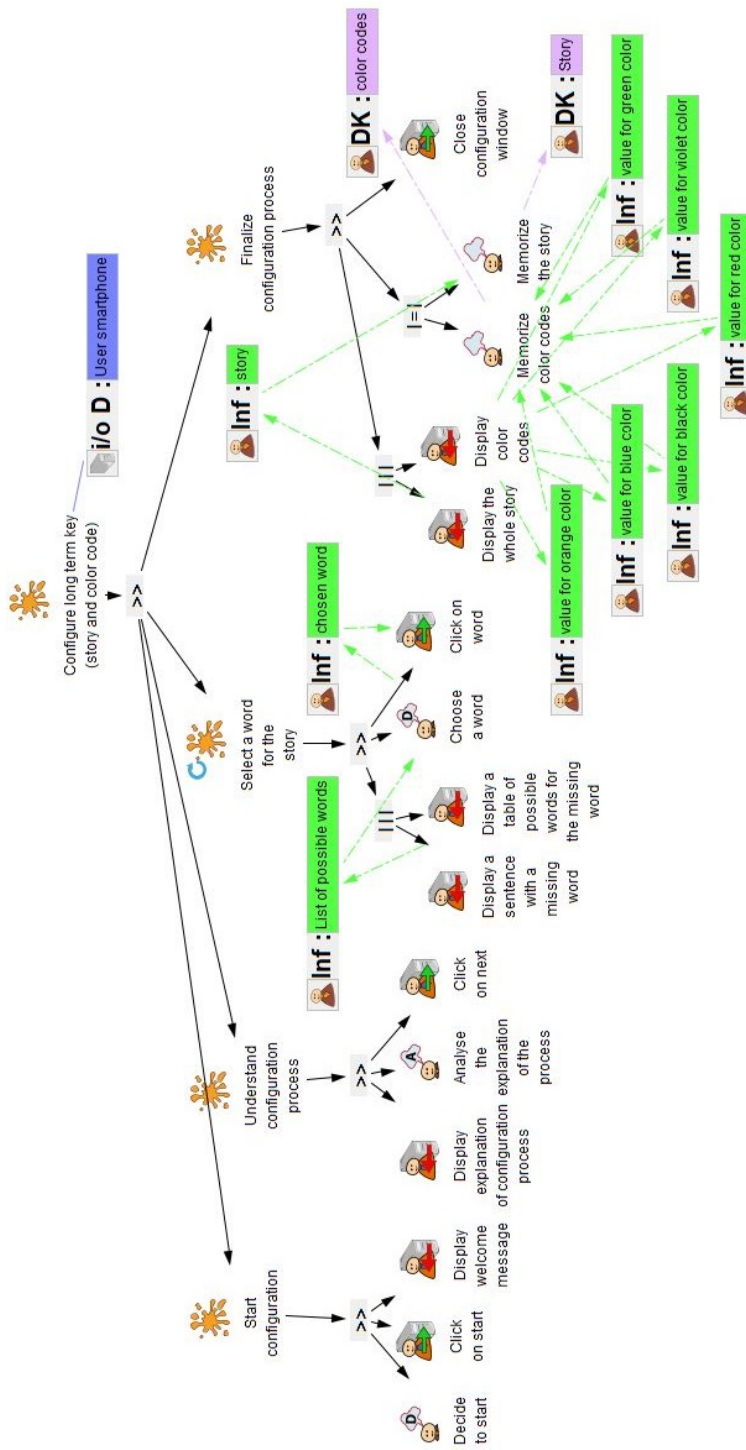 Configure long term key
(story and color code)
i/o D : User smartphone
>>
Start
configuration
Understand
configuration
process
Select a word
for the
story
Finalize
configuration process
>>
Decide
to start
D
Click
on start
Display
welcome
message
>>
Display
explanation
of configuration
process
A
Analyse
the
explanation
of the
process
Click
on next
Inf : List of possible words
Inf : chosen word
>>
|||
Display a
sentence
with a
missing
word
Display a
table of
possible
words for
the missing
word
D
Choose
a word
Click on
word
Inf : story
>>
|||
Display the
whole story
Display
color
codes
|=|
Memorize
color codes
Memorize
the story
Close
configuration
window
DK : color codes
DK : Story
Inf : value for orange color
Inf : value for blue color
Inf : value for black color
Inf : value for red color
Inf : value for violet color
Inf : value for green color